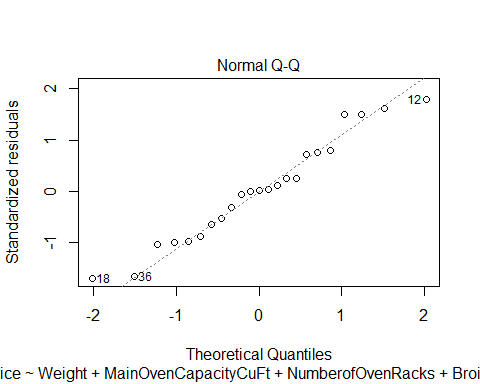 Normal Q-Q
Standardized residuals
2
1
0
-1
12
18
36
-2 -1 0 1 2
Theoretical Quantiles
ice ~ Weight + MainOvenCapacityCuFt + NumberofOvenRacks + Broi